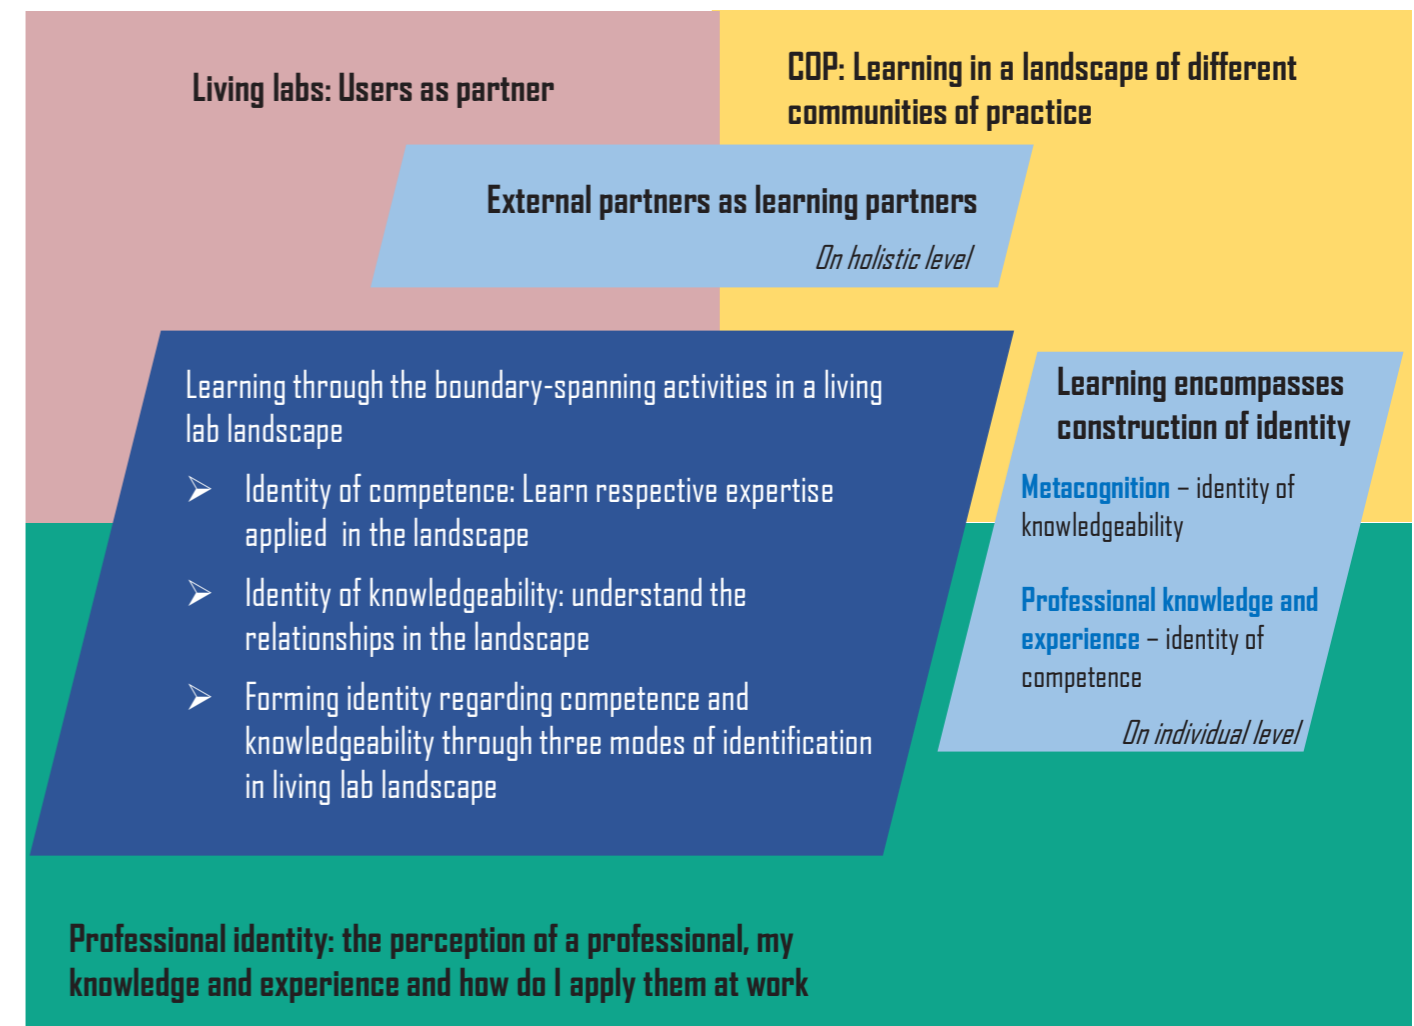 Living labs: Users as partner
COP: Learning in a landscape of different
communities of practice
External partners as learning partners
On holistic level
Learning through the boundary-spanning activities in a living
lab landscape
➢ Identity of competence: Learn respective expertise
applied in the landscape
➢ Identity of knowledgeability: understand the
relationships in the landscape
➢ Forming identity regarding competence and
knowledgeability through three modes of identification
in living lab landscape
Learning encompasses
construction of identity
Metacognition – identity of
knowledgeability
Professional knowledge and
experience – identity of
competence
On individual level
Professional identity: the perception of a professional, my
knowledge and experience and how do I apply them at work